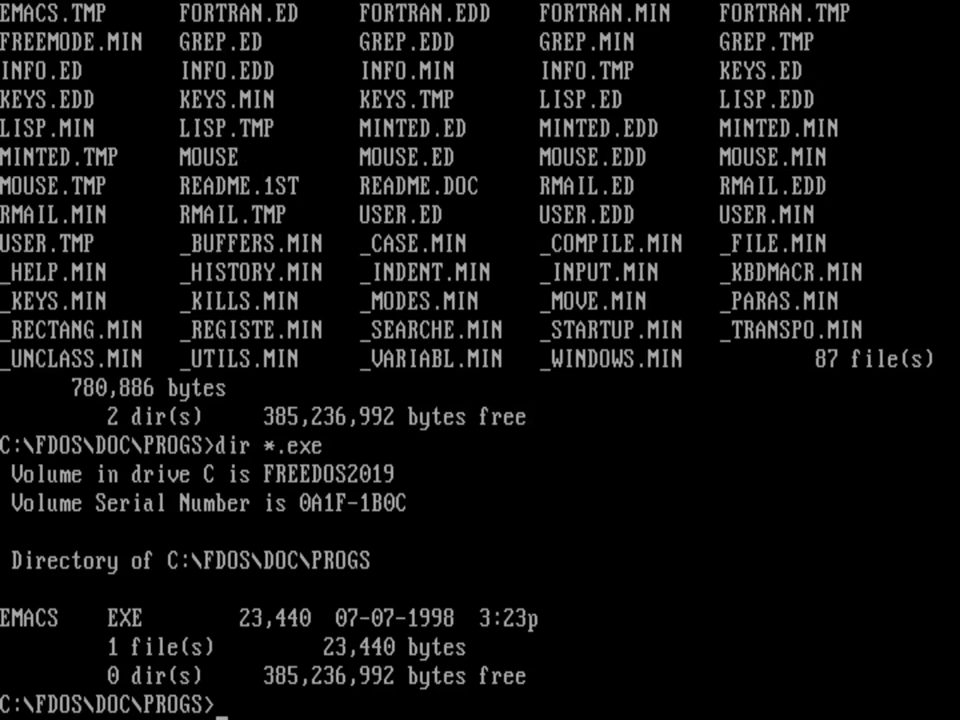 EMACS.TMP      FORTRAN.ED     FORTRAN.EDD    FORTRAN.MIN    FORTRAN.TMP
FREEMODE.MIN   GREP.ED        GREP.EDD       GREP.MIN       GREP.TMP
INFO.ED        INFO.EDD       INFO.MIN       INFO.TMP       KEYS.ED
KEYS.EDD       KEYS.MIN       KEYS.TMP       LISP.ED        LISP.EDD
LISP.MIN       LISP.TMP       MINTED.ED      MINTED.EDD     MINTED.MIN
MINTED.TMP     MOUSE          MOUSE.ED       MOUSE.EDD      MOUSE.MIN
MOUSE.TMP      README.1ST     README.DOC     RMAIL.ED       RMAIL.EDD
RMAIL.MIN      RMAIL.TMP      USER.ED        USER.EDD       USER.MIN
USER.TMP       _BUFFERS.MIN   _CASE.MIN      _COMPILE.MIN   _FILE.MIN
_HELP.MIN      _HISTORY.MIN   _INDENT.MIN    _INPUT.MIN     _KBDMACR.MIN
_KEYS.MIN      _KILLS.MIN     _MODES.MIN     _MOVE.MIN      _PARAS.MIN
_RECTANG.MIN   _REGISTE.MIN   _SEARCHE.MIN   _STARTUP.MIN   _TRANSPO.MIN
_UNCLASS.MIN   _UTILS.MIN     _VARIABL.MIN   _WINDOWS.MIN           87 file(s)
      780,886 bytes
         2 dir(s)     385,236,992 bytes free
C:\FDOS\DOC\PROGS>dir *.exe
 Volume in drive C is FREEDOS2019
 Volume Serial Number is 0A1F-1B0C

 Directory of C:\FDOS\DOC\PROGS

EMACS    EXE        23,440  07-07-1998  3:23p
         1 file(s)         23,440 bytes
         0 dir(s)     385,236,992 bytes free
C:\FDOS\DOC\PROGS>_